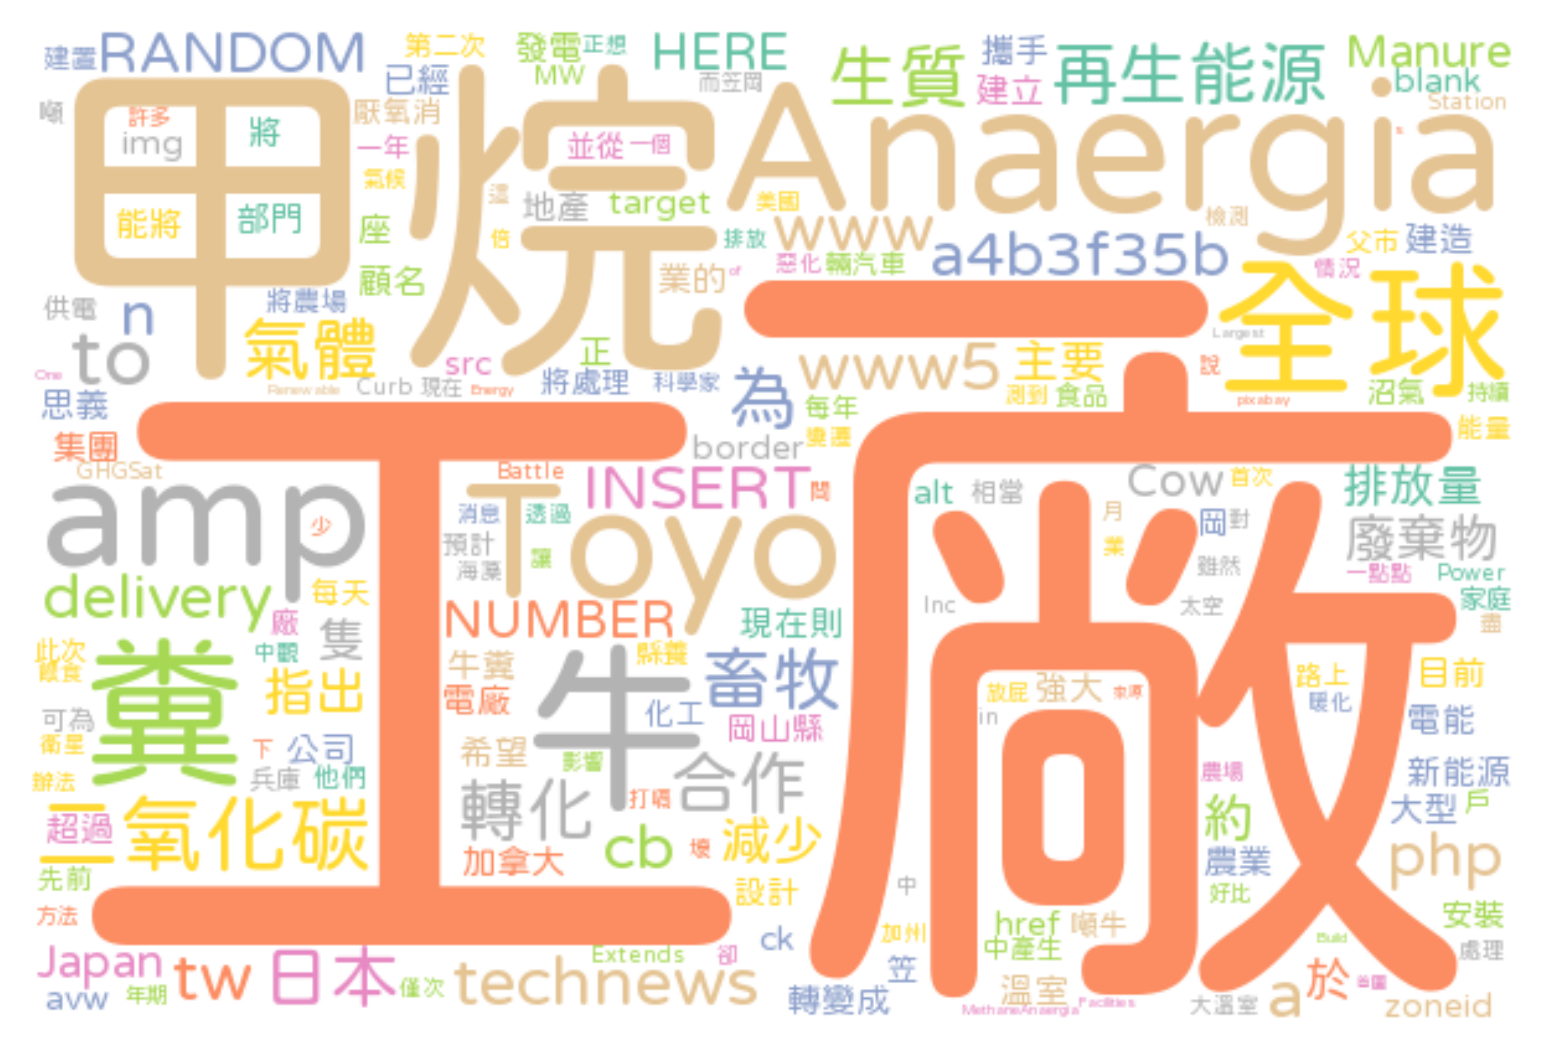 建置
RANDOM
第二次
發電
正想
HERE
生質
攜手
再生能源
Manure
已經
MW
而笠岡
建立
blank
Station
噸
甲烷
厭氧消
許多
將
img
一年
並從
一個
Anaergia
氣候
這
地產
target
美國
能將
部門
座
倍
排放
www
檢測
父市
建造
惡化
輛汽車
a4b3f35b
情況
顧名
業的
of
供電
n
將農場
工廠
全球
Largest
to
氣體
src
正
www5
主要
說
One
Renewable
Curb
現在
Energy
將處理
科學家
為
測到
食品
pixabay
沼氣
持續
思義
每年
集團
border
變遷
能量
GHGSat
Battle
INSERT
問
alt
相當
Cow
首次
排放量
amp
少
Toyo
消息
透過
月
岡
對
廢棄物
預計
讓
業
海藻
雖然
一點點
Power
delivery
每天
NUMBER
現在則
Inc
太空
家庭
廠
隻
盡
此次
中觀
牛糞
牛
縣養
畜牧
糞
指出
電廠
放屁
強大
來源
路上
目前
可為
化工
岡山縣
in
暖化
電能
衛星
下
公司
希望
影響
辦法
兵庫
他們
轉化
打嗝
合作
農場
新能源
大型
戶
超過
二氧化碳
加拿大
cb
壞
減少
約
農業
php
先前
設計
中
好比
方法
ck
加州
href
噸牛
安裝
Japan
tw
日本
Extends
卻
中產生
Build
處理
avw
年期
僅次
technews
笠
溫室
於
轉變成
MethaneAnaergia
Facilities
大溫室
a
zoneid